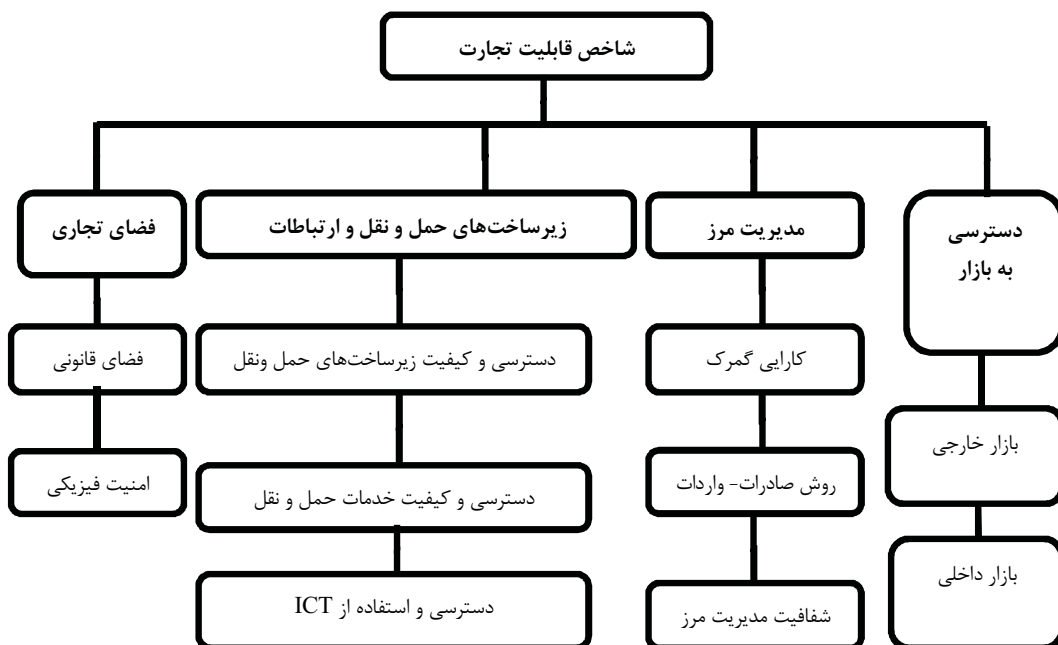 شاخص قابلیت تجارت
دسترسی
به بازار
مدیریت مرز
زیرساخت‌های حمل و نقل و ارتباطات
فضای تجاری
بازار خارجی
بازار داخلی
کارایی گمرک
روش صادرات- واردات
شفافیت مدیریت مرز
دسترسی و کیفیت زیرساخت‌های حمل ونقل
دسترسی و کیفیت خدمات حمل و نقل
دسترسی و استفاده از ICT
فضای قانونی
امنیت فیزیکی